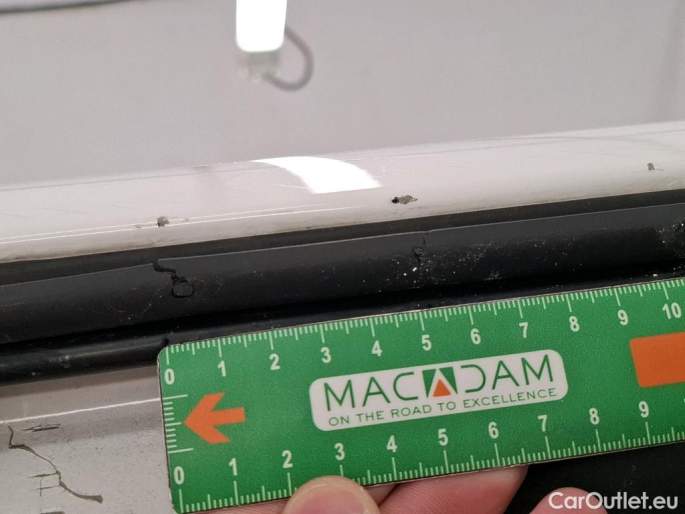 0 1 2 3 4 5 6 7 8 9 10
MACADAM
ON THE ROAD TO EXCELLENCE
0 1 2 3 4 5 6 7 8 9
CarOutlet.eu